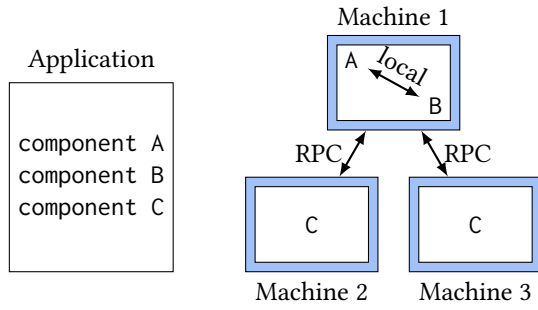 Application
component A
component B
component C
Machine 1
A
local
B
RPC
RPC
C
C
Machine 2
Machine 3